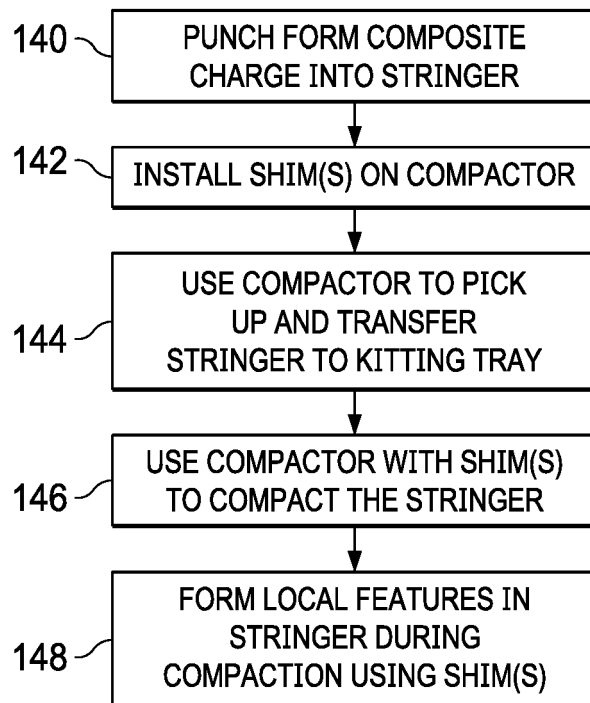 140
PUNCH FORM COMPOSITE
CHARGE INTO STRINGER
142
INSTALL SHIM(S) ON COMPACTOR
144
USE COMPACTOR TO PICK
UP AND TRANSFER
STRINGER TO KITTING TRAY
146
USE COMPACTOR WITH SHIM(S)
TO COMPACT THE STRINGER
148
FORM LOCAL FEATURES IN
STRINGER DURING
COMPACTION USING SHIM(S)